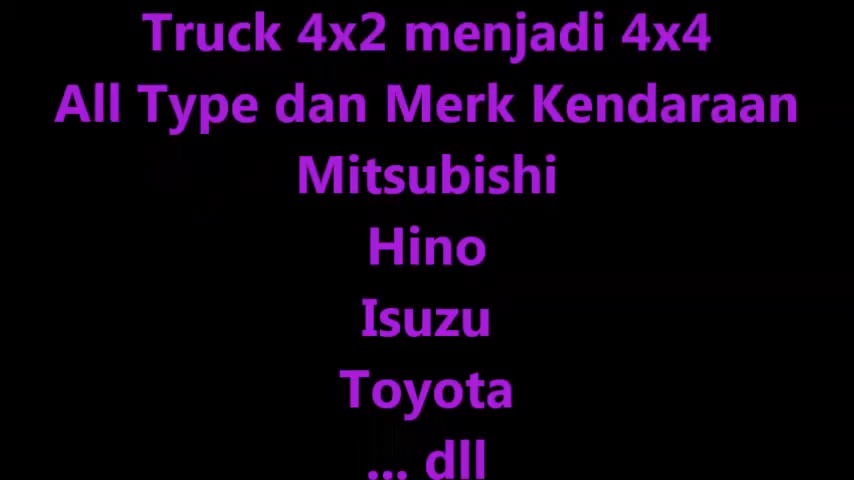 Truck 4x2 menjadi 4x4
All Type dan Merk Kendaraan
Mitsubishi
Hino
Isuzu
Toyota
... dll